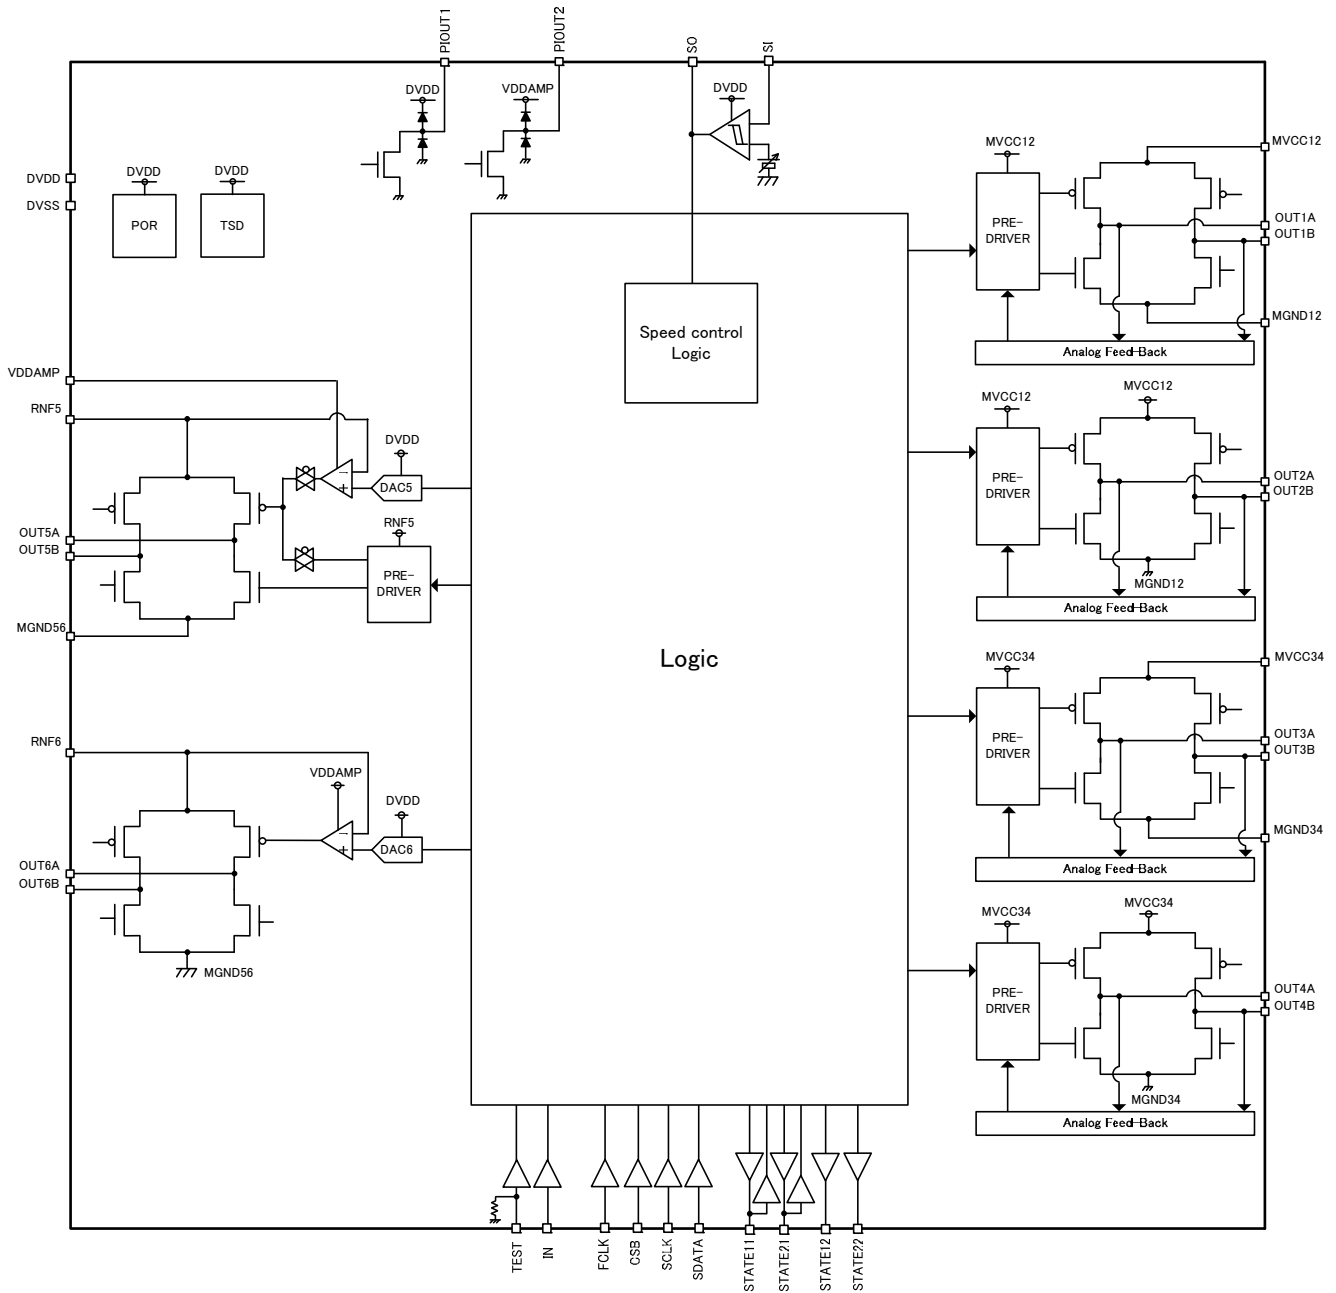 PIOUT1
PIOUT2
SO
SI
DVDD
VDDAMP
DVDD
MVCC12
MVCC12
DVDD
DVSS
DVDD
POR
DVDD
TSD
PRE-
DRIVER
OUT1A
OUT1B
MGND12
Analog Feed-Back
Speed control
Logic
VDDAMP
RNF5
DVDD
DAC5
RNF5
PRE-
DRIVER
OUT5A
OUT5B
MGND56
MVCC12
MVCC12
PRE-
DRIVER
OUT2A
OUT2B
MGND12
Analog Feed-Back
Logic
MVCC34
MVCC34
PRE-
DRIVER
OUT3A
OUT3B
MGND34
Analog Feed-Back
RNF6
VDDAMP
DVDD
DAC6
OUT6A
OUT6B
MGND56
MVCC34
MVCC34
PRE-
DRIVER
OUT4A
OUT4B
MGND34
Analog Feed-Back
TEST
IN
FCLK
CSB
SCLK
SDATA
STATE11
STATE21
STATE12
STATE22